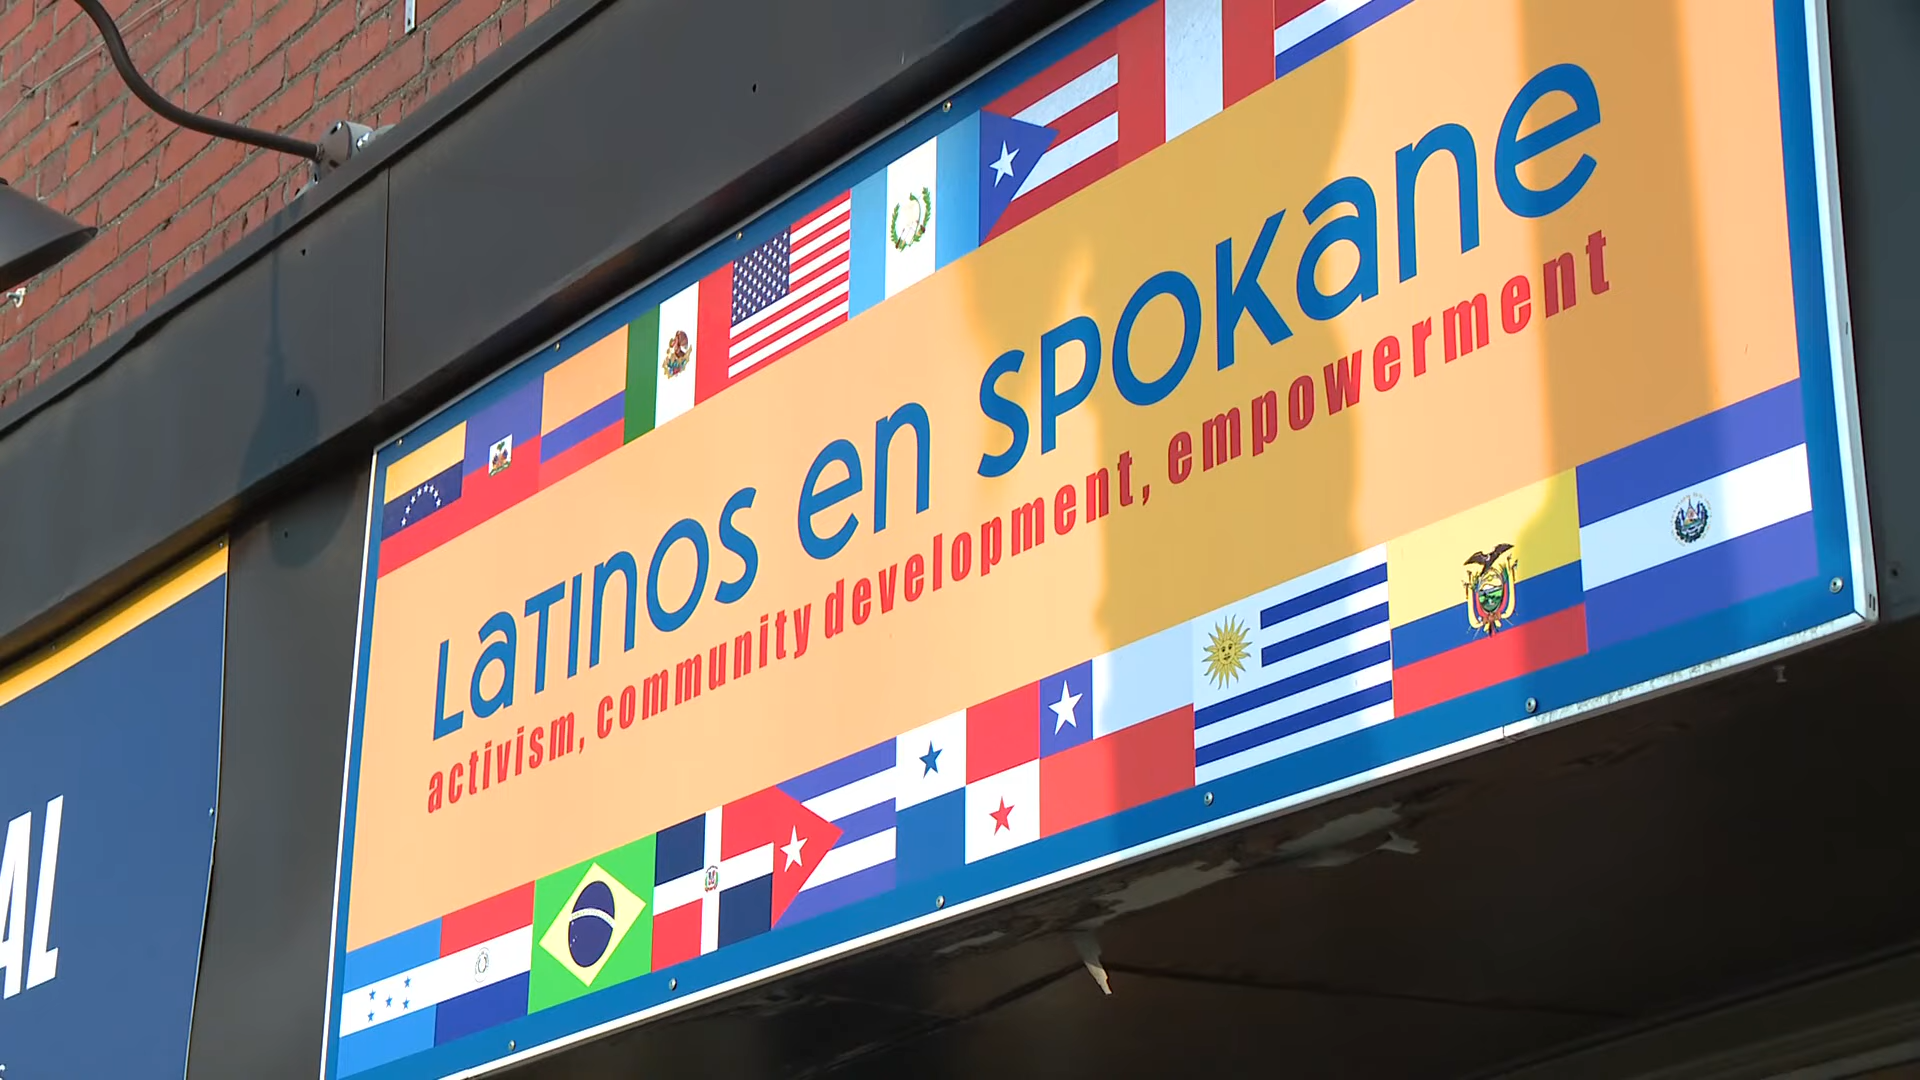 LATINOS en SPOKane
activism, community development, empowerment
AL